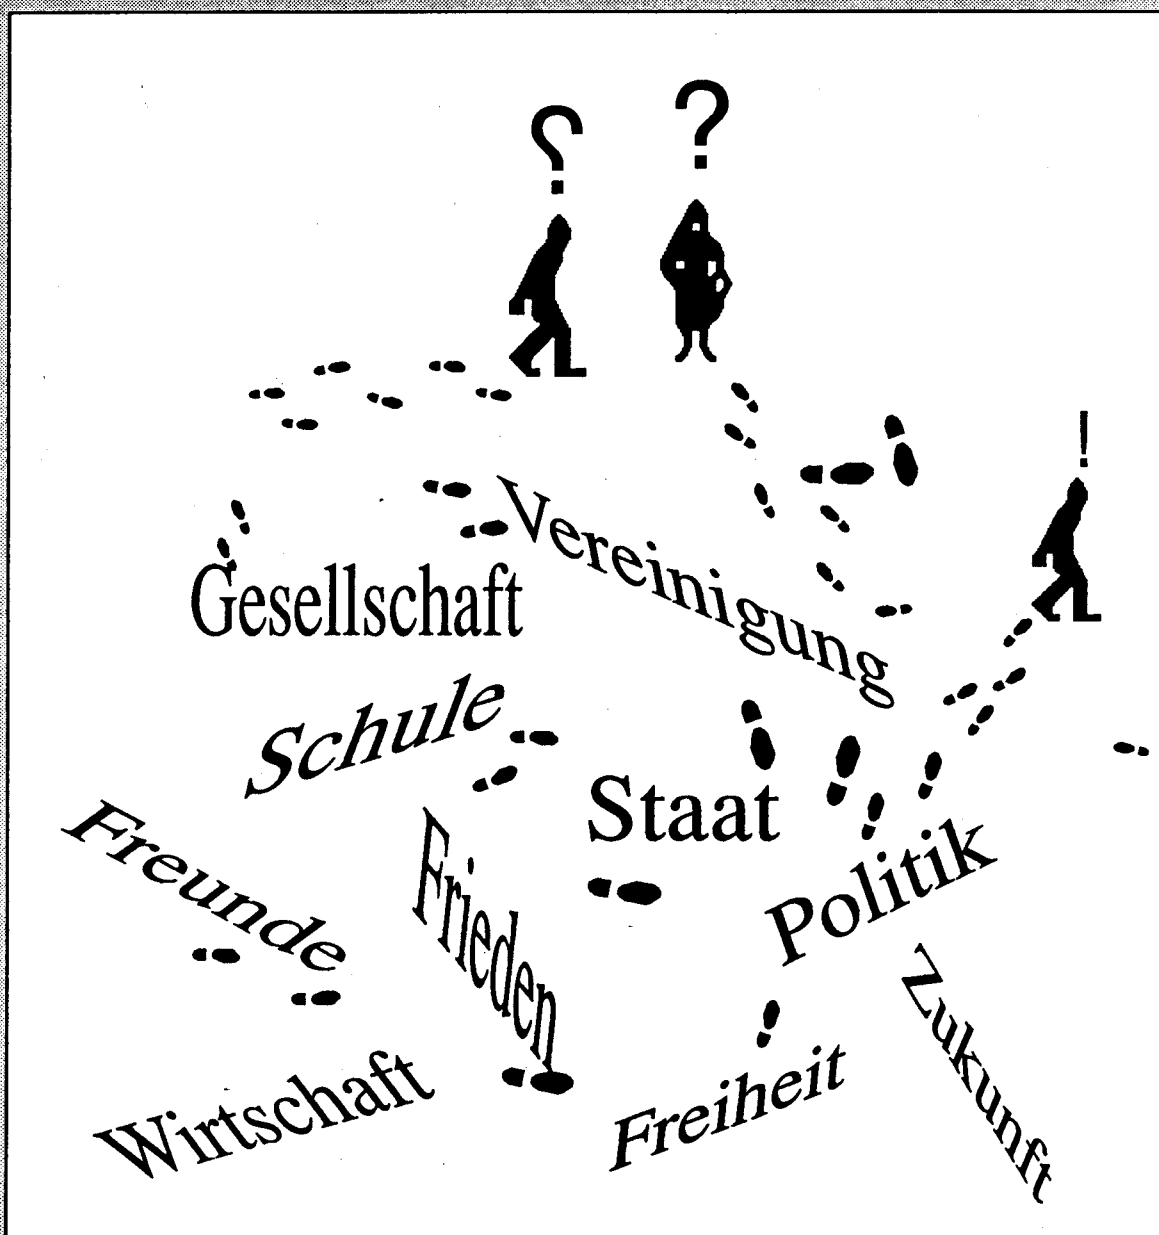 ? ?
!
Vereinigung
Gesellschaft
Schule
Staat
Freunde
Frieden
Politik
Zukunft
Wirtschaft
Freiheit